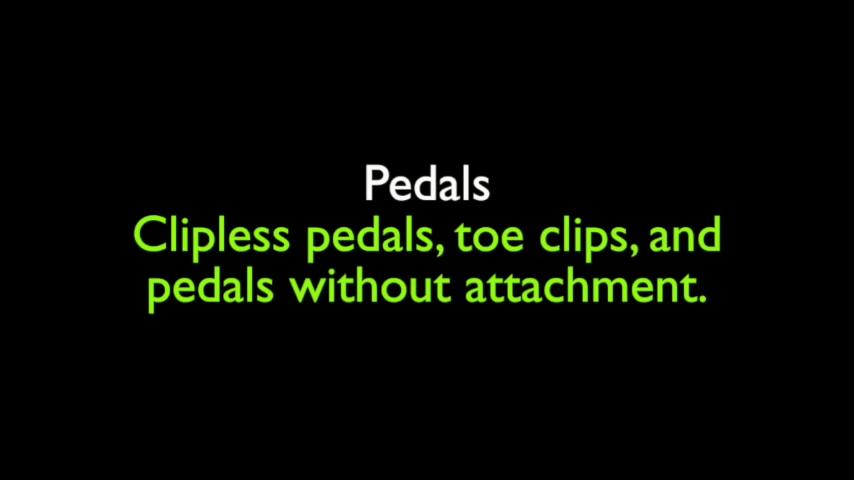 Pedals
Clipless pedals, toe clips, and
pedals without attachment.